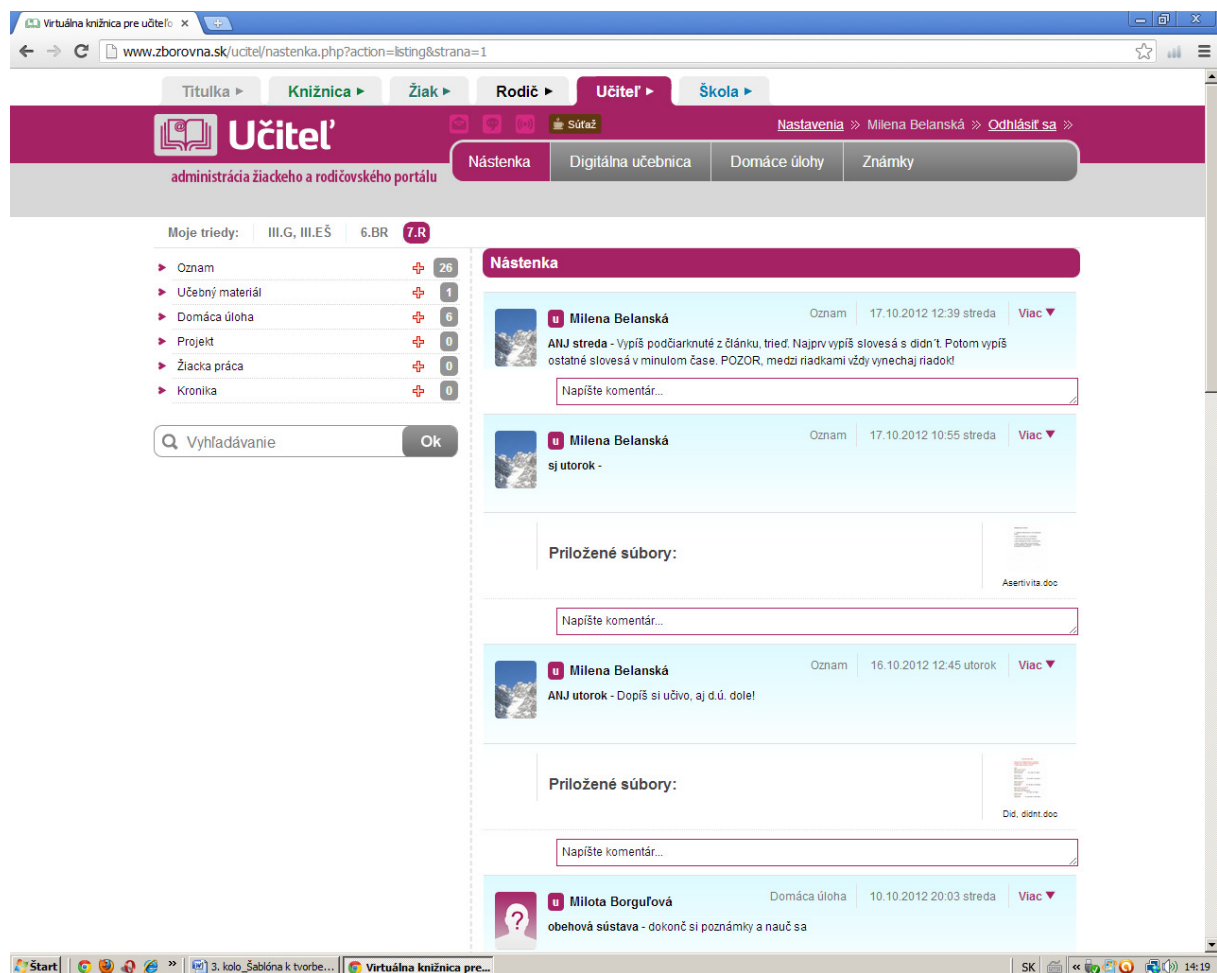 Virtuálna knižnica pre učiteľo
www.zborovna.sk/ucitel/nastenka.php?action=listing&strana=1
Titulka Knižnica Žiak Rodič Učiteľ Škola
Učiteľ
Súťaž
Nastavenia » Milena Belanská » Odhlásiť sa »
administrácia žiackeho a rodičovského portálu
Nástenka Digitálna učebnica Domáce úlohy Známky
Moje triedy: III.G, III.EŠ 6.BR 7.R
Oznam 26
Učebný materiál 1
Domáca úloha 6
Projekt 0
Žiacka práca 0
Kronika 0
Vyhľadávanie Ok
Nástenka
u Milena Belanská Oznam 17.10.2012 12:39 streda Viac
ANJ streda - Vypíš podčiarknuté z článku, trieď. Najprv vypíš slovesá s didn´t. Potom vypíš
ostatné slovesá v minulom čase. POZOR, medzi riadkami vždy vynechaj riadok!
Napíšte komentár...
u Milena Belanská Oznam 17.10.2012 10:55 streda Viac
sj utorok -
Priložené súbory:
Asertivita.doc
Napíšte komentár...
u Milena Belanská Oznam 16.10.2012 12:45 utorok Viac
ANJ utorok - Dopíš si učivo, aj d.ú. dole!
Priložené súbory:
Did, didnt.doc
Napíšte komentár...
u Milota Borguľová Domáca úloha 10.10.2012 20:03 streda Viac
obehová sústava - dokonč si poznámky a nauč sa
Štart 3. kolo_Šablóna k tvorbe... Virtuálna knižnica pre... SK 14:19